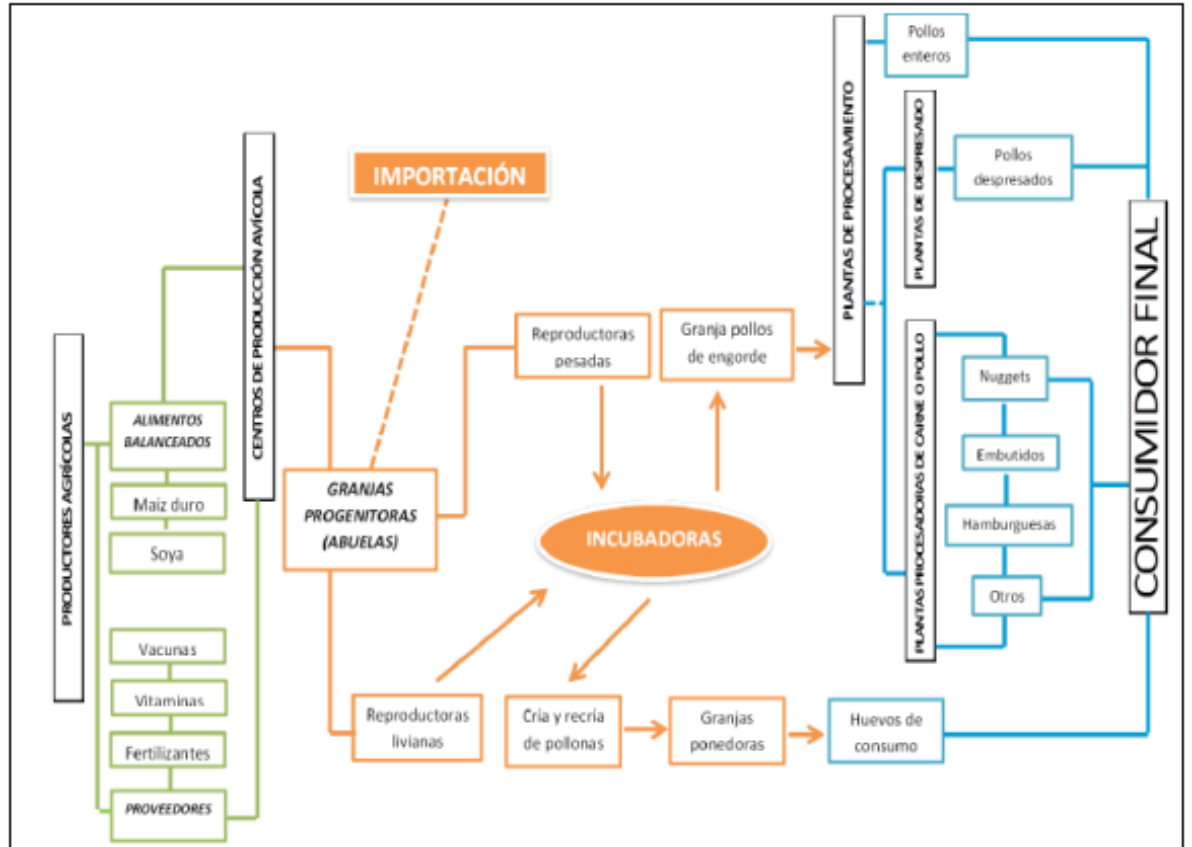 PRODUCTORES AGRÍCOLAS
ALIMENTOS
BALANCEADOS
Maíz duro
Soya
Vacunas
Vitaminas
Fertilizantes
PROVEEDORES
CENTROS DE PRODUCCIÓN AVÍCOLA
IMPORTACIÓN
GRANJAS
PROGENITORAS
(ABUELAS)
Reproductoras
pesadas
Granja pollos
de engorde
INCUBADORAS
Reproductoras
livianas
Cría y recría
de pollonas
Granjas
ponedoras
Huevos de
consumo
PLANTAS DE PROCESAMIENTO
Pollos
enteros
PLANTAS DE DESPRESADO
Pollos
despresados
PLANTAS PROCESADORAS DE CARNE O POLLO
Nuggets
Embutidos
Hamburguesas
Otros
CONSUMIDOR FINAL